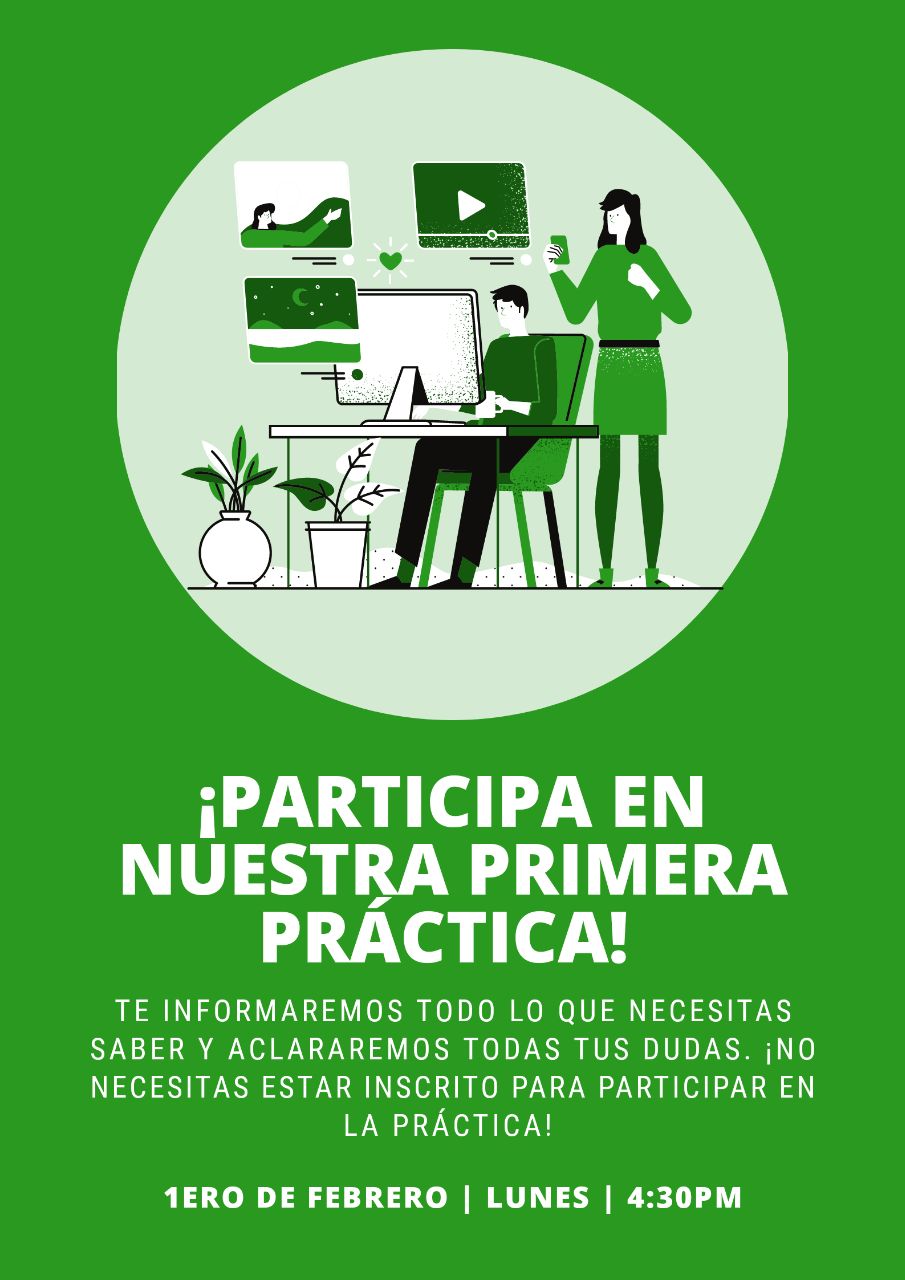 ¡PARTICIPA EN
NUESTRA PRIMERA
PRÁCTICA!
TE INFORMAREMOS TODO LO QUE NECESITAS
SABER Y ACLARAREMOS TODAS TUS DUDAS. ¡NO
NECESITAS ESTAR INSCRITO PARA PARTICIPAR EN
LA PRÁCTICA!
1ERO DE FEBRERO | LUNES | 4:30PM